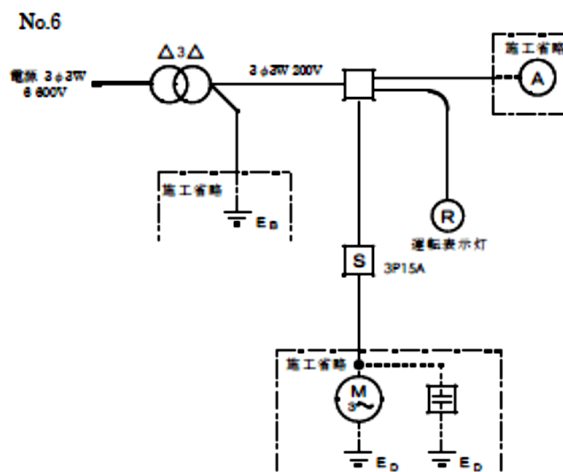 No.6
△3△
電源 3φ3W
6 600V
3φ3W 200V
施工省略
A
施工省略
E_B
R
運転表示灯
S
3P15A
施工省略
M
3〜
E_D
E_D